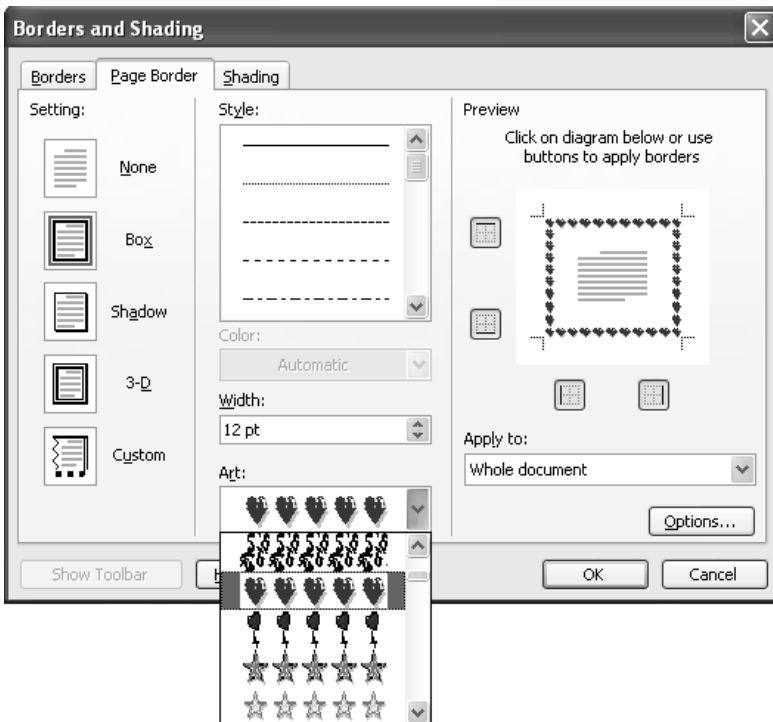 Borders and Shading
Borders
Page Border
Shading
Setting:
None
Box
Shadow
3-D
Custom
Style:
Color:
Automatic
Width:
12 pt
Art:
Preview
Click on diagram below or use
buttons to apply borders
Apply to:
Whole document
Options...
Show Toolbar
OK
Cancel